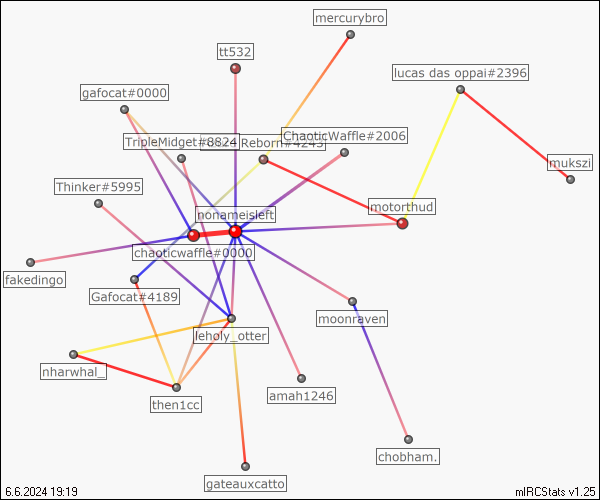 mercurybro
tt532
lucas das oppai#2396
gafocat#0000
TripleMidget#8824
Reborn#4243
ChaoticWaffle#2006
mukszi
Thinker#5995
nonameisleft
motorthud
chaoticwaffle#0000
fakedingo
Gafocat#4189
moonraven
leholy_otter
nharwhal_
amah1246
then1cc
chobham.
gateauxcatto
6.6.2024 19:19
mIRCStats v1.25